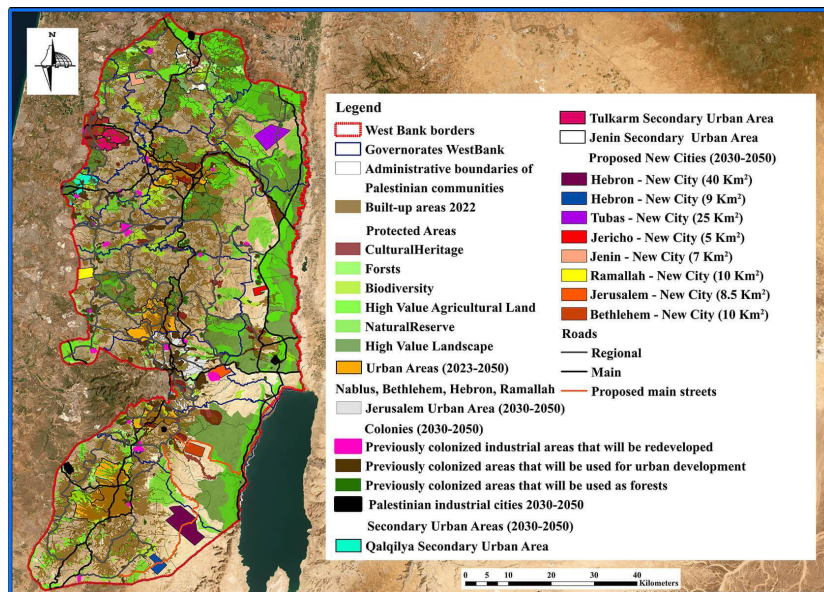 N
Legend
West Bank borders
Governorates WestBank
Administrative boundaries of
Palestinian communities
Built-up areas 2022
Protected Areas
CulturalHeritage
Forsts
Biodiversity
High Value Agricultural Land
NaturalReserve
High Value Landscape
Urban Areas (2023-2050)
Nablus, Bethlehem, Hebron, Ramallah
Jerusalem Urban Area (2030-2050)
Colonies (2030-2050)
Previously colonized industrial areas that will be redeveloped
Previously colonized areas that will be used for urban development
Previously colonized areas that will be used as forests
Palestinian industrial cities 2030-2050
Secondary Urban Areas (2030-2050)
Qalqilya Secondary Urban Area
Tulkarm Secondary Urban Area
Jenin Secondary Urban Area
Proposed New Cities (2030-2050)
Hebron - New City (40 Km²)
Hebron - New City (9 Km²)
Tubas - New City (25 Km²)
Jericho - New City (5 Km²)
Jenin - New City (7 Km²)
Ramallah - New City (10 Km²)
Jerusalem - New City (8.5 Km²)
Bethlehem - New City (10 Km²)
Roads
Regional
Main
Proposed main streets
0 5 10 20 30 40
Kilometers